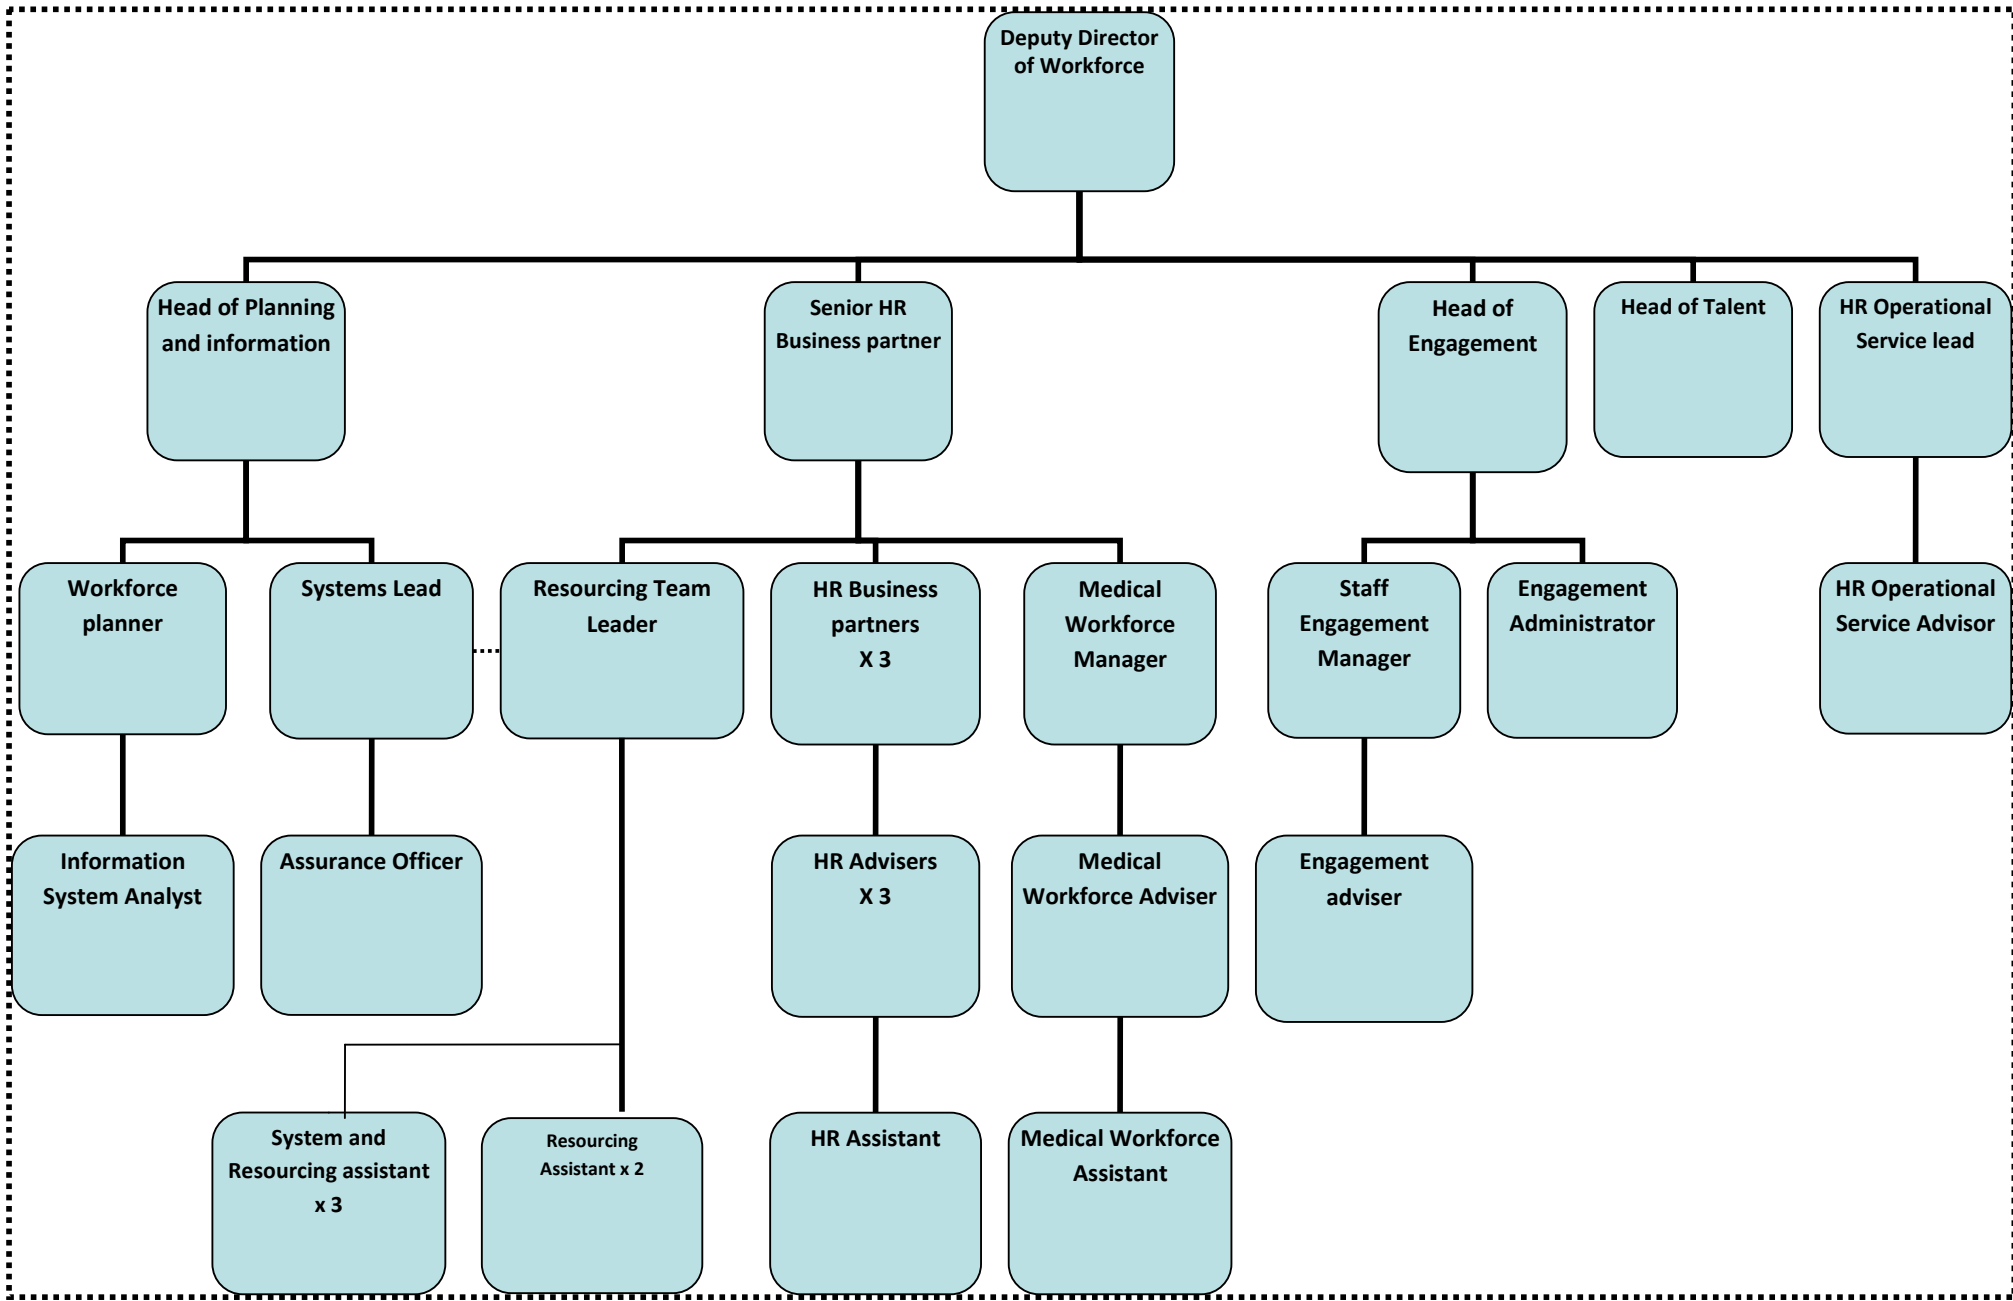 Deputy Director
of Workforce
Head of Planning
and information
Senior HR
Business partner
Head of
Engagement
Head of Talent
HR Operational
Service lead
Workforce
planner
Systems Lead
Resourcing Team
Leader
HR Business
partners
X 3
Medical
Workforce
Manager
Staff
Engagement
Manager
Engagement
Administrator
HR Operational
Service Advisor
Information
System Analyst
Assurance Officer
HR Advisers
X 3
Medical
Workforce Adviser
Engagement
adviser
System and
Resourcing assistant
x 3
Resourcing
Assistant x 2
HR Assistant
Medical Workforce
Assistant